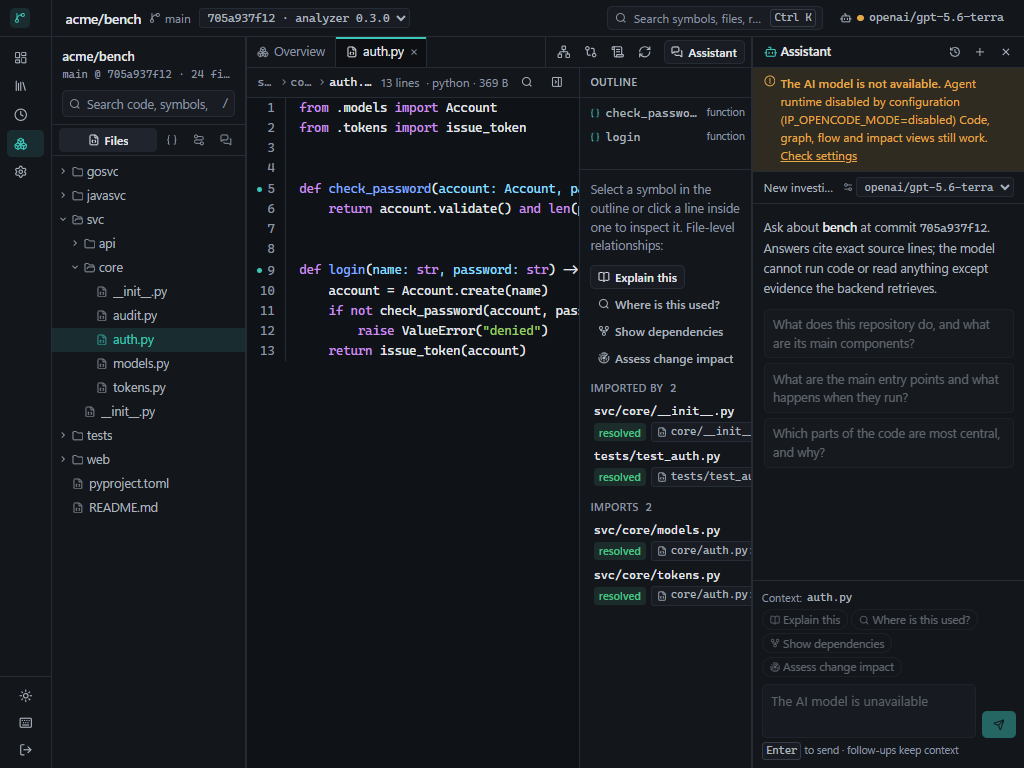 acme/bench main 705a937f12 · analyzer 0.3.0 Search symbols, files, r... Ctrl K openai/gpt-5.6-terra
acme/bench
main @ 705a937f12 · 24 fi...
Search code, symbols, /
Files
gosvc
javasvc
svc
api
core
__init__.py
audit.py
auth.py
models.py
tokens.py
__init__.py
tests
web
pyproject.toml
README.md
Overview auth.py × Assistant
s... › co... › auth.... 13 lines · python · 369 B
1 from .models import Account
2 from .tokens import issue_token
3
4
5 def check_password(account: Account, pa
6 return account.validate() and len(
7
8
9 def login(name: str, password: str) ->
10 account = Account.create(name)
11 if not check_password(account, pas
12 raise ValueError("denied")
13 return issue_token(account)
OUTLINE
check_passwo... function
login function
Select a symbol in the
outline or click a line inside
one to inspect it. File-level
relationships:
Explain this
Where is this used?
Show dependencies
Assess change impact
IMPORTED BY 2
svc/core/__init__.py
resolved core/__init__
tests/test_auth.py
resolved tests/test_au
IMPORTS 2
svc/core/models.py
resolved core/auth.py:
svc/core/tokens.py
resolved core/auth.py:
Assistant
The AI model is not available. Agent
runtime disabled by configuration
(IP_OPENCODE_MODE=disabled) Code,
graph, flow and impact views still work.
Check settings
New investi... openai/gpt-5.6-terra
Ask about bench at commit 705a937f12.
Answers cite exact source lines; the model
cannot run code or read anything except
evidence the backend retrieves.
What does this repository do, and what
are its main components?
What are the main entry points and what
happens when they run?
Which parts of the code are most central,
and why?
Context: auth.py
Explain this Where is this used?
Show dependencies
Assess change impact
The AI model is unavailable
Enter to send · follow-ups keep context